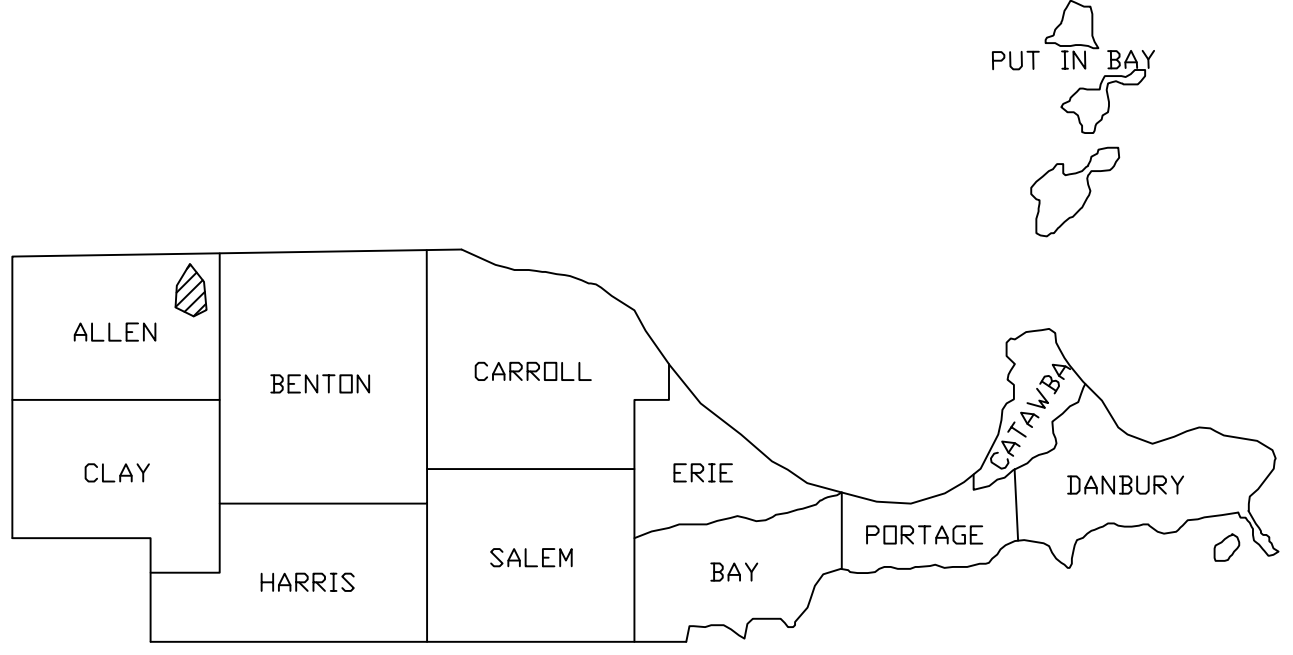 PUT IN BAY
ALLEN
BENTON
CARROLL
CATAWBA
CLAY
ERIE
DANBURY
PORTAGE
SALEM
BAY
HARRIS